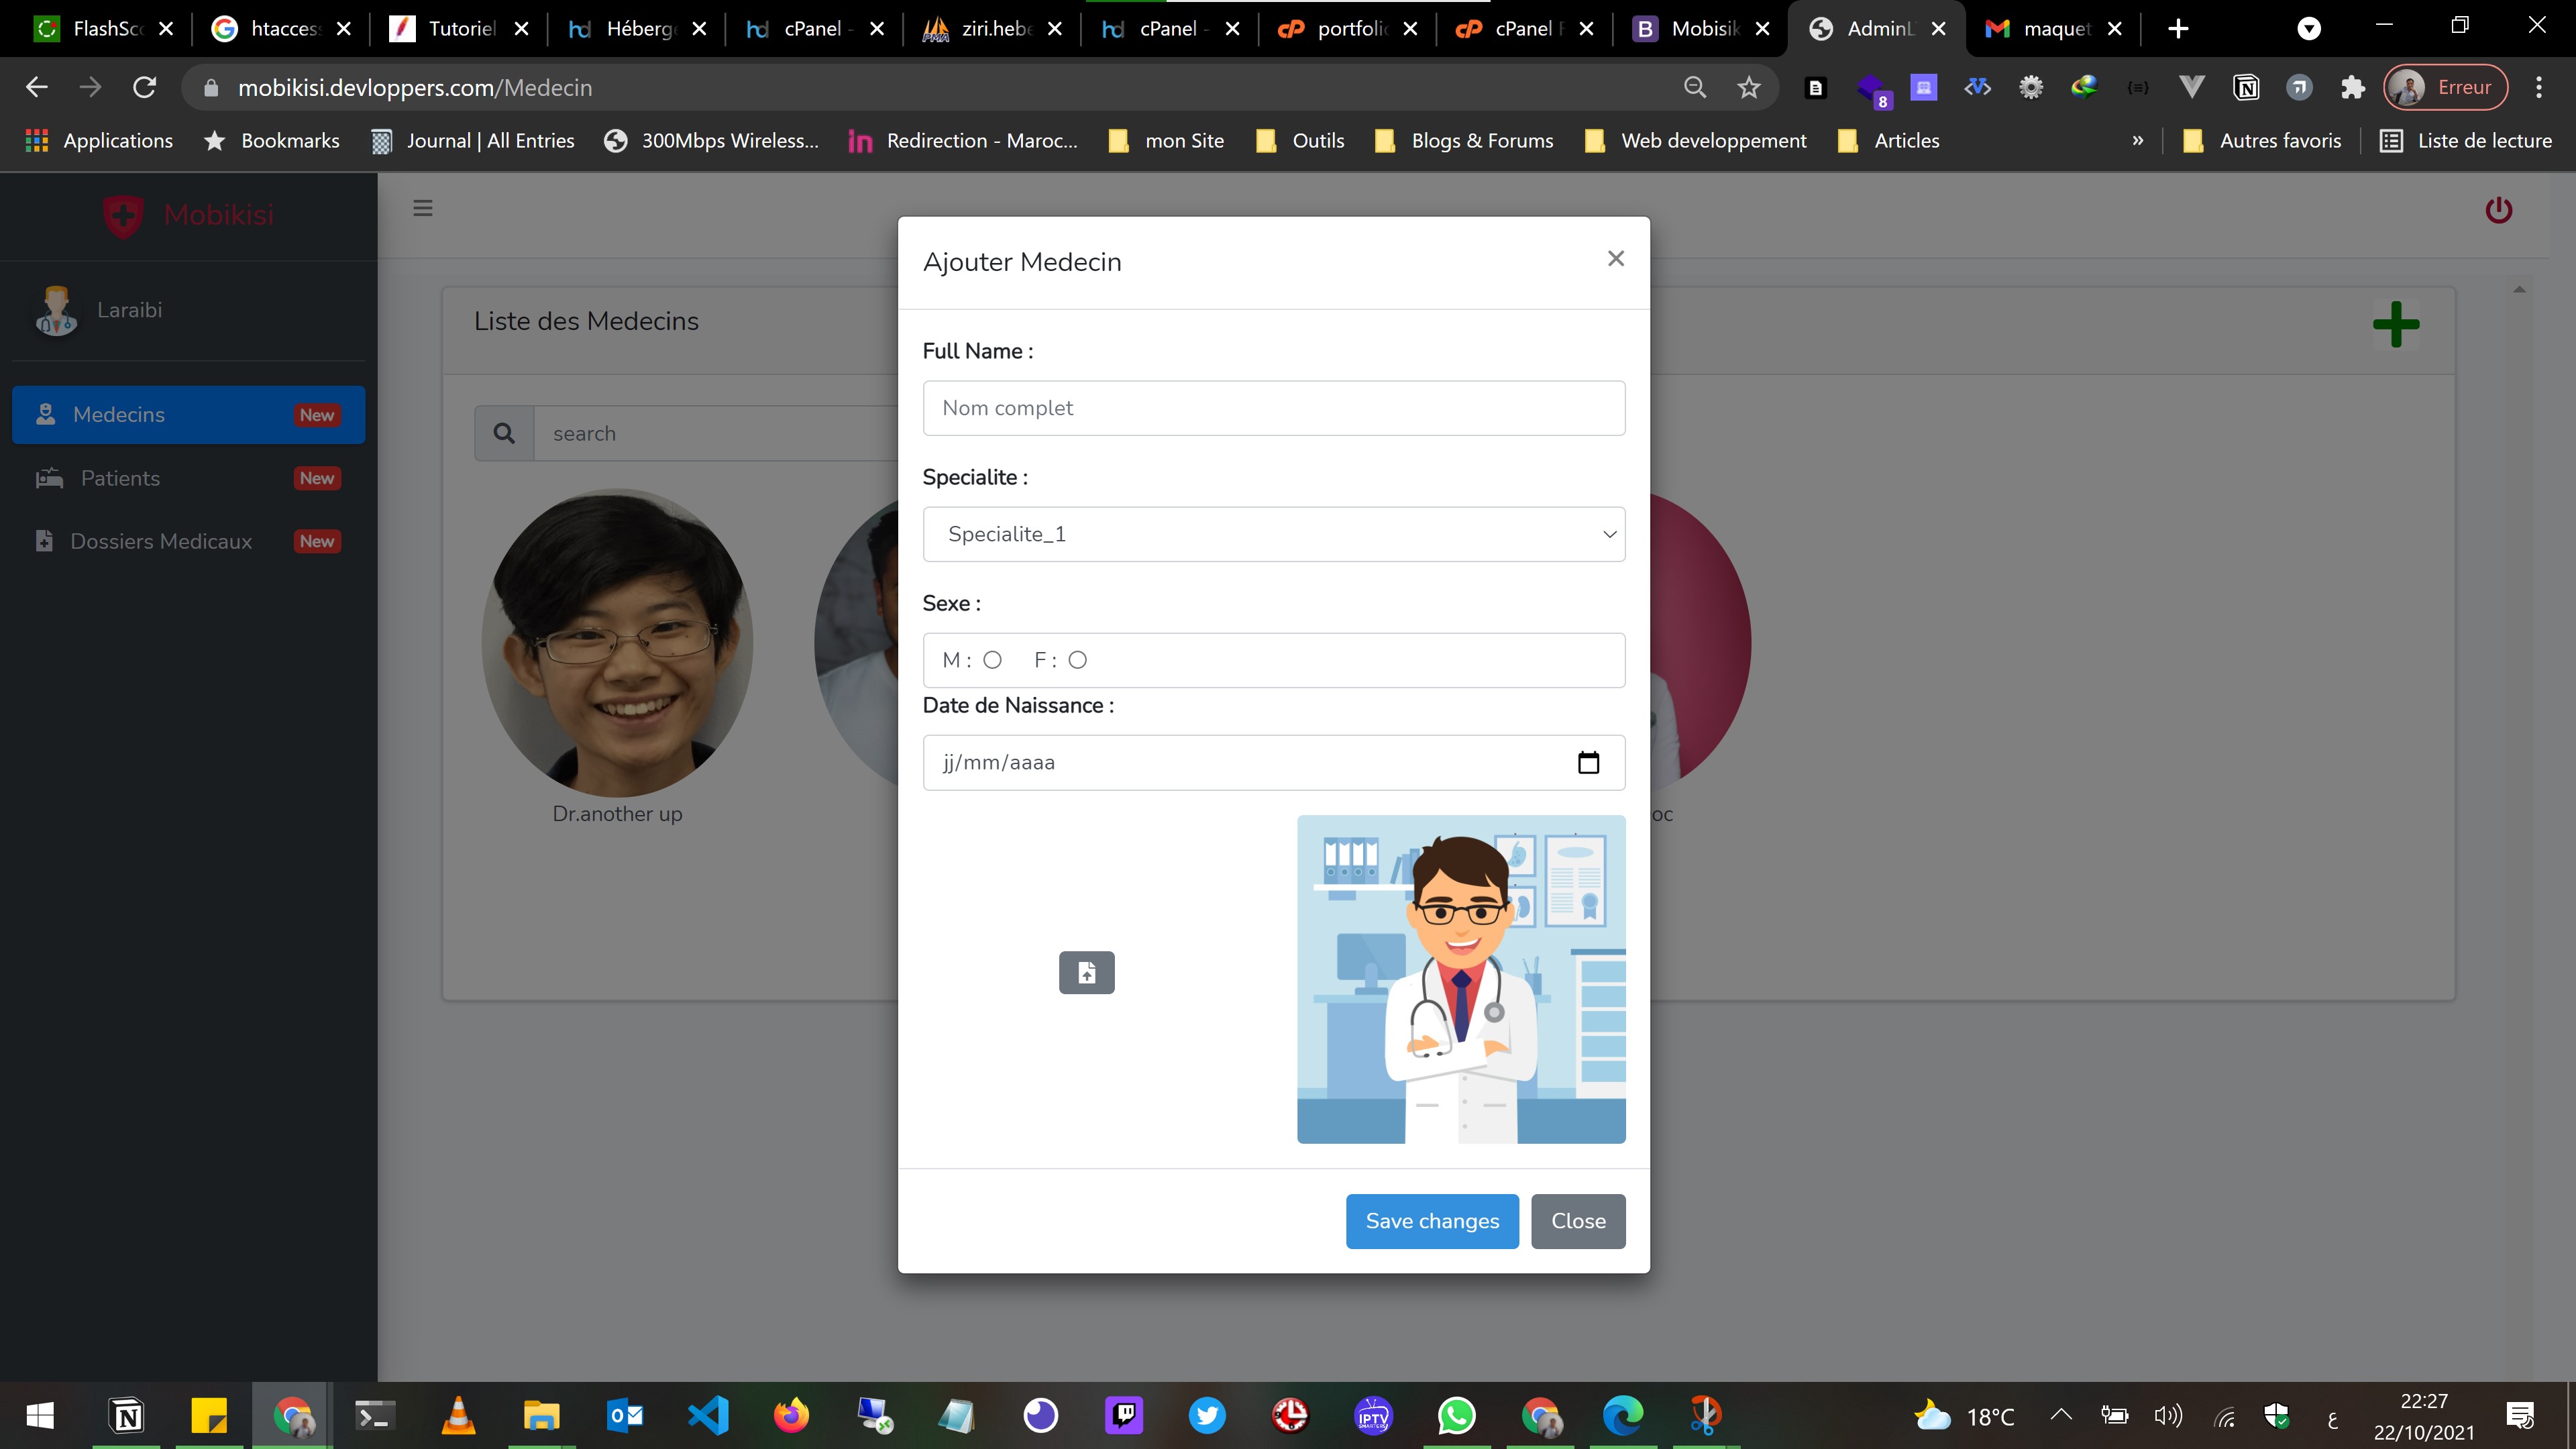 FlashSc
htacces
Tutoriel
Héberg
cPanel -
ziri.hebe
cPanel -
portfolio
cPanel F
Mobisik
AdminL
maquet
mobikisi.devloppers.com/Medecin
8
Erreur
Applications
Bookmarks
Journal | All Entries
300Mbps Wireless...
Redirection - Maroc...
mon Site
Outils
Blogs & Forums
Web developpement
Articles
»
Autres favoris
Liste de lecture
Mobikisi
Laraibi
Medecins New
Patients New
Dossiers Medicaux New
Liste des Medecins
search
Dr.another up
oc
Ajouter Medecin
Full Name :
Nom complet
Specialite :
Specialite_1
Sexe :
M : F :
Date de Naissance :
jj/mm/aaaa
Save changes
Close
IPTV
18°C
ع
22:27
22/10/2021